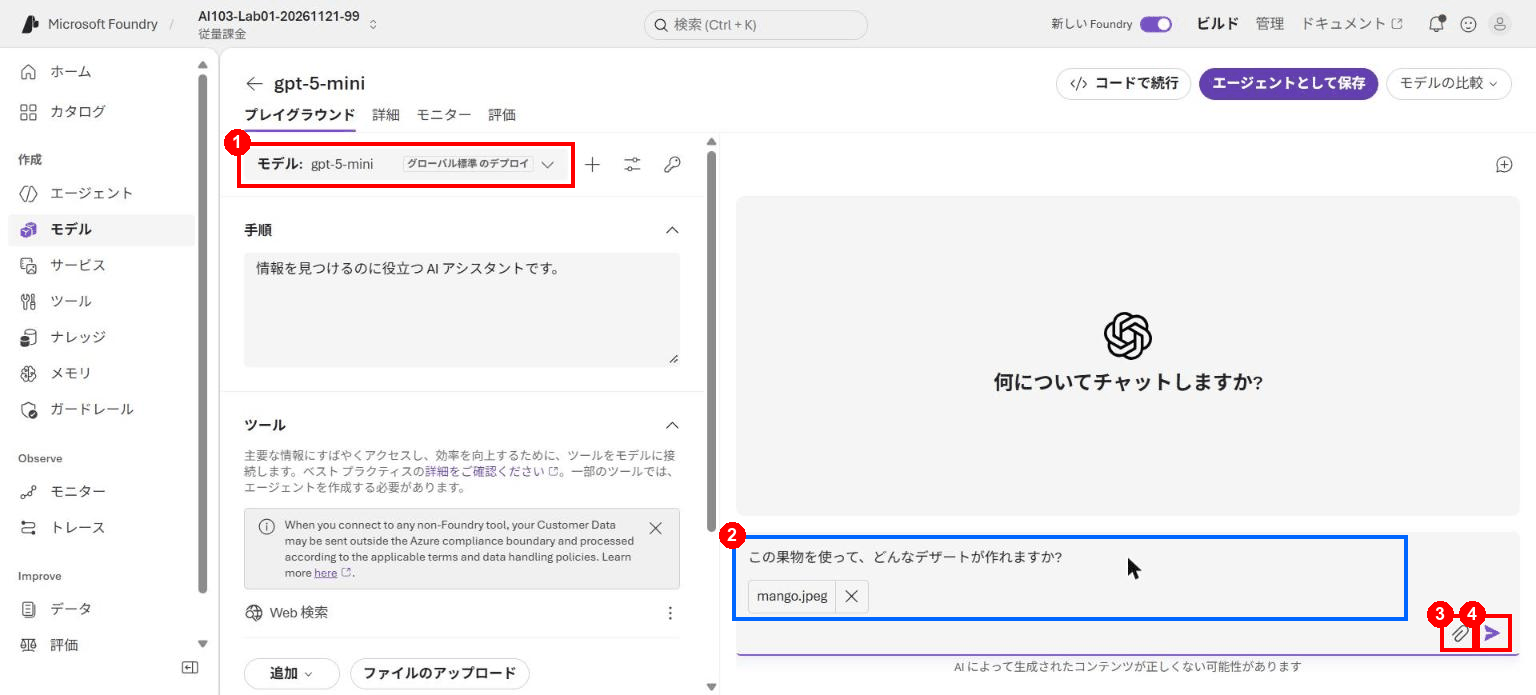 Microsoft Foundry
/
AI103-Lab01-20261121-99
従量課金
検索 (Ctrl + K)
新しい Foundry
ビルド
管理
ドキュメント
ホーム
カタログ
作成
エージェント
モデル
サービス
ツール
ナレッジ
メモリ
ガードレール
Observe
モニター
トレース
Improve
データ
評価
gpt-5-mini
コードで続行
エージェントとして保存
モデルの比較
プレイグラウンド
詳細
モニター
評価
1
モデル: gpt-5-mini
グローバル標準 のデプロイ
手順
情報を見つけるのに役立つ AI アシスタントです。
ツール
主要な情報にすばやくアクセスし、効率を向上するために、ツールをモデルに接
続します。ベスト プラクティスの詳細をご確認ください。一部のツールでは、
エージェントを作成する必要があります。
When you connect to any non-Foundry tool, your Customer Data
may be sent outside the Azure compliance boundary and processed
according to the applicable terms and data handling policies. Learn
more here.
Web 検索
追加
ファイルのアップロード
何についてチャットしますか?
2
この果物を使って、どんなデザートが作れますか?
mango.jpeg
3
4
AI によって生成されたコンテンツが正しくない可能性があります